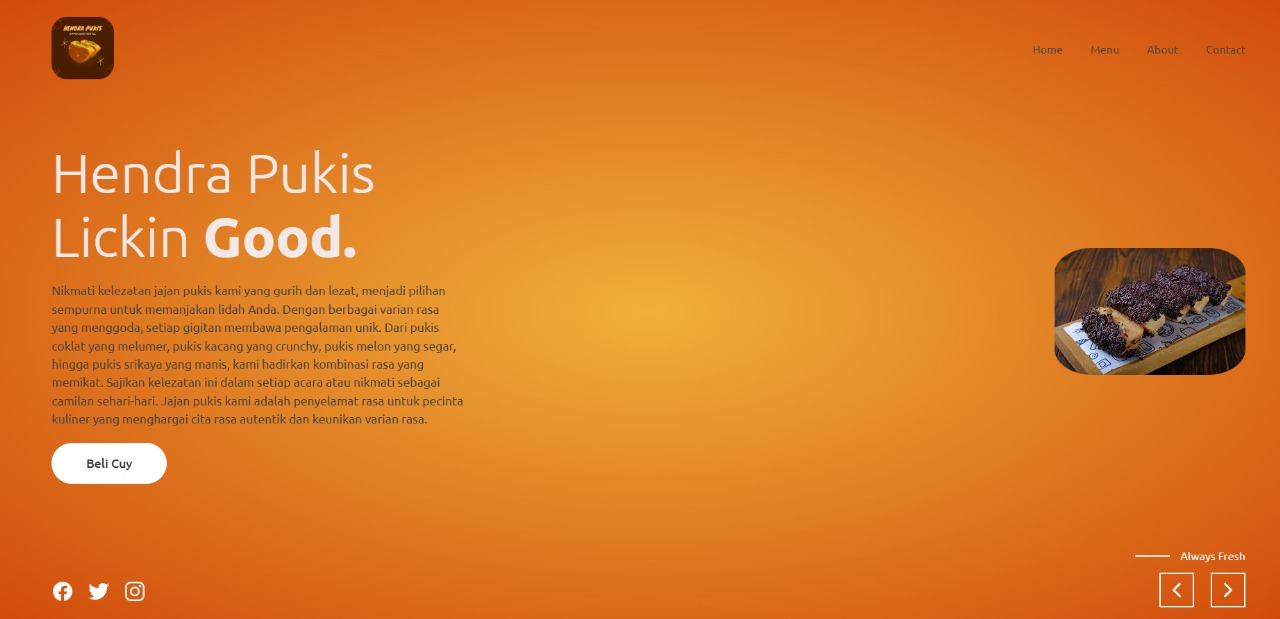 HENDRA PUKIS
Home Menu About Contact
Hendra Pukis
Lickin Good.
Nikmati kelezatan jajan pukis kami yang gurih dan lezat, menjadi pilihan
sempurna untuk memanjakan lidah Anda. Dengan berbagai varian rasa
yang menggoda, setiap gigitan membawa pengalaman unik. Dari pukis
coklat yang melumer, pukis kacang yang crunchy, pukis melon yang segar,
hingga pukis srikaya yang manis, kami hadirkan kombinasi rasa yang
memikat. Sajikan kelezatan ini dalam setiap acara atau nikmati sebagai
camilan sehari-hari. Jajan pukis kami adalah penyelamat rasa untuk pecinta
kuliner yang menghargai cita rasa autentik dan keunikan varian rasa.
Beli Cuy
Always Fresh